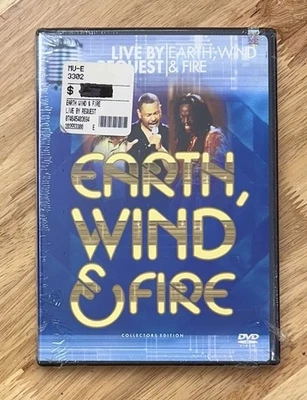 LIVE BY
REQUEST
EARTH, WIND
& FIRE
MU-E
3302
$
EARTH WIND & FIRE
LIVE BY REQUEST
E
EARTH,
WIND
& FIRE
COLLECTORS EDITION
DVD
VIDEO